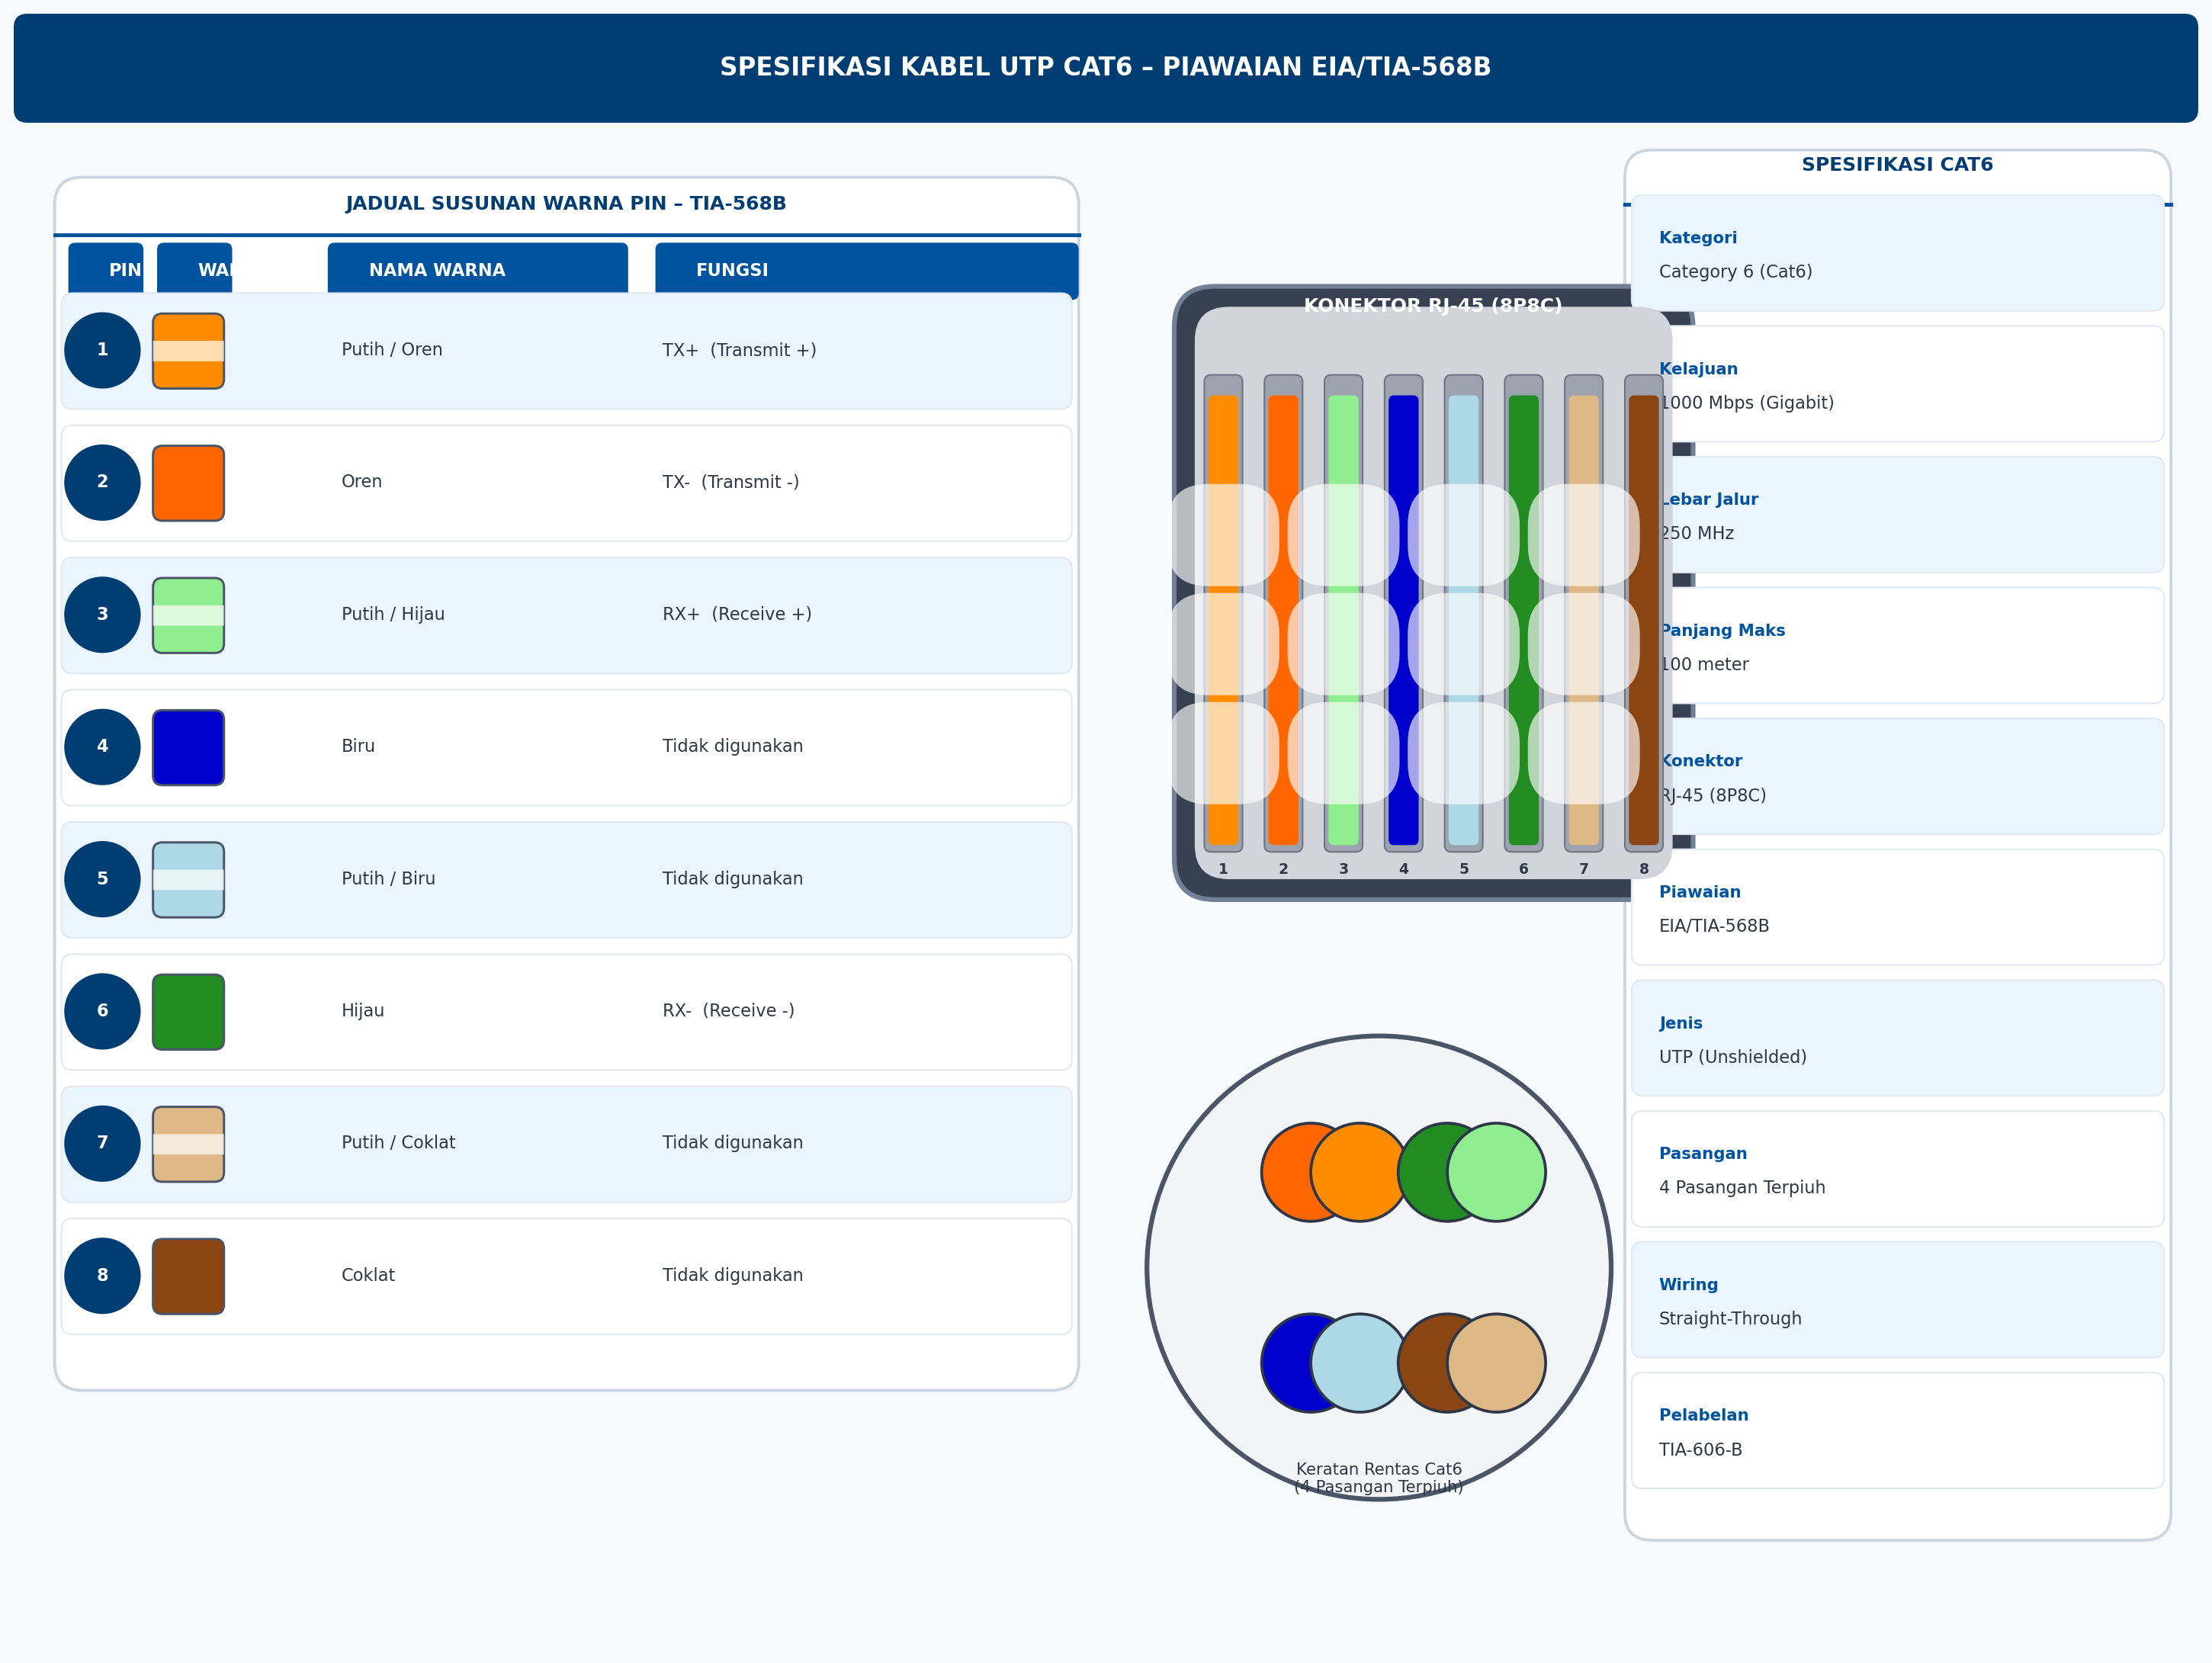 SPESIFIKASI KABEL UTP CAT6 – PIAWAIAN EIA/TIA-568B
JADUAL SUSUNAN WARNA PIN – TIA-568B
PIN NAMA WARNA FUNGSI
1 Putih / Oren TX+ (Transmit +)
2 Oren TX- (Transmit -)
3 Putih / Hijau RX+ (Receive +)
4 Biru Tidak digunakan
5 Putih / Biru Tidak digunakan
6 Hijau RX- (Receive -)
7 Putih / Coklat Tidak digunakan
8 Coklat Tidak digunakan
KONEKTOR RJ-45 (8P8C)
1 2 3 4 5 6 7 8
Keratan Rentas Cat6
(4 Pasangan Terpiuh)
SPESIFIKASI CAT6
Kategori
Category 6 (Cat6)
Kelajuan
1000 Mbps (Gigabit)
Lebar Jalur
250 MHz
Panjang Maks
100 meter
Konektor
RJ-45 (8P8C)
Piawaian
EIA/TIA-568B
Jenis
UTP (Unshielded)
Pasangan
4 Pasangan Terpiuh
Wiring
Straight-Through
Pelabelan
TIA-606-B